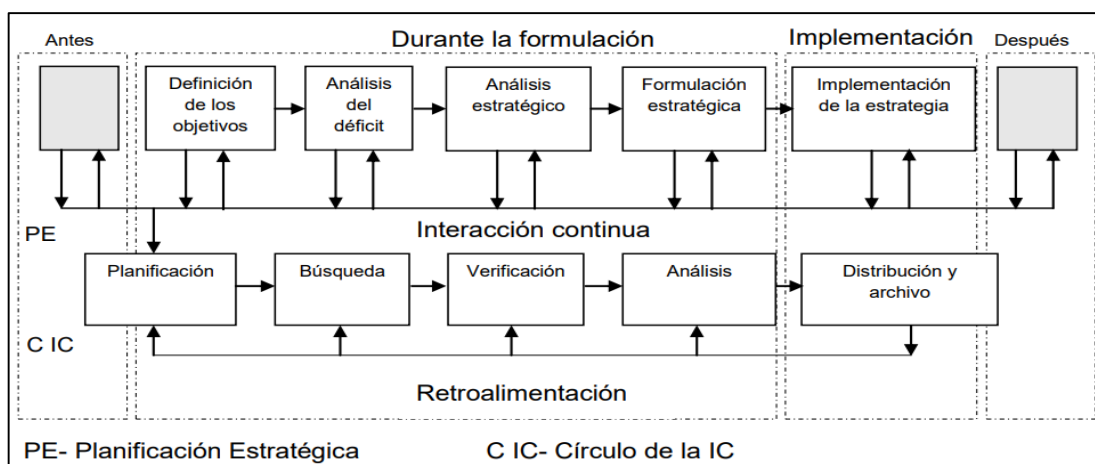 Antes
Durante la formulación
Implementación
Después
Definición
de los
objetivos
Análisis
del
déficit
Análisis
estratégico
Formulación
estratégica
Implementación
de la estrategia
PE
Interacción continua
Planificación
Búsqueda
Verificación
Análisis
Distribución y
archivo
C IC
Retroalimentación
PE- Planificación Estratégica
C IC- Círculo de la IC